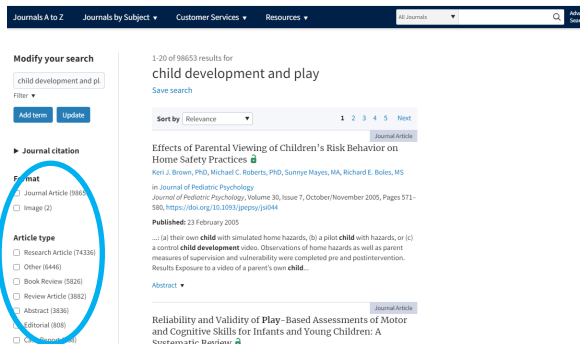 Journals A to Z Journals by Subject ▼ Customer Services ▼ Resources ▼ All Journals ▼
Modify your search
child development and pl
Filter ▼
Add term Update
▶ Journal citation
Format
Journal Article (9865
Image (2)
Article type
Research Article (74336)
Other (6446)
Book Review (5826)
Review Article (3882)
Abstract (3836)
Editorial (808)
1-20 of 98653 results for
child development and play
Save search
Sort by Relevance ▼ 1 2 3 4 5 Next
Journal Article
Effects of Parental Viewing of Children's Risk Behavior on
Home Safety Practices
Keri J. Brown, PhD, Michael C. Roberts, PhD, Sunnye Mayes, MA, Richard E. Boles, MS
in Journal of Pediatric Psychology
Journal of Pediatric Psychology, Volume 30, Issue 7, October/November 2005, Pages 571–
580, https://doi.org/10.1093/jpepsy/jsi044
Published: 23 February 2005
...: (a) their own child with simulated home hazards, (b) a pilot child with hazards, or (c)
a control child development video. Observations of home hazards as well as parent
measures of supervision and vulnerability were completed pre and postintervention.
Results Exposure to a video of a parent's own child...
Abstract ▼
Journal Article
Reliability and Validity of Play-Based Assessments of Motor
and Cognitive Skills for Infants and Young Children: A
Systematic Review